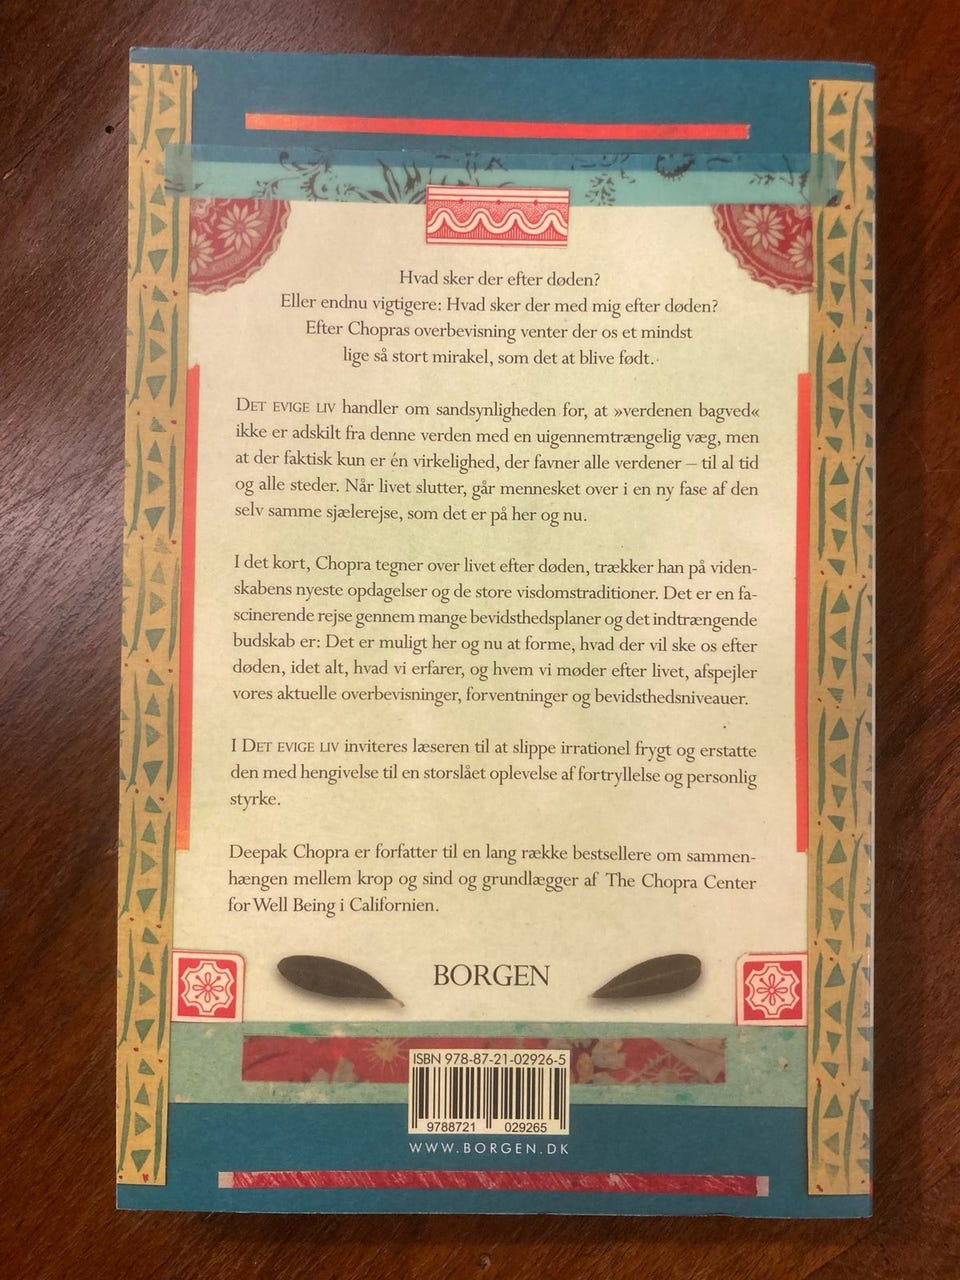 Hvad sker der efter døden?
Eller endnu vigtigere: Hvad sker der med mig efter døden?
Efter Chopras overbevisning venter der os et mindst
lige så stort mirakel, som det at blive født.
DET EVIGE LIV handler om sandsynligheden for, at »verdenen bagved«
ikke er adskilt fra denne verden med en uigennemtrængelig væg, men
at der faktisk kun er én virkelighed, der favner alle verdener – til al tid
og alle steder. Når livet slutter, går mennesket over i en ny fase af den
selv samme sjælerejse, som det er på her og nu.
I det kort, Chopra tegner over livet efter døden, trækker han på viden-
skabens nyeste opdagelser og de store visdomstraditioner. Det er en fa-
scinerende rejse gennem mange bevidsthedsplaner og det indtrængende
budskab er: Det er muligt her og nu at forme, hvad der vil ske os efter
døden, idet alt, hvad vi erfarer, og hvem vi møder efter livet, afspejler
vores aktuelle overbevisninger, forventninger og bevidsthedsniveauer.
I DET EVIGE LIV inviteres læseren til at slippe irrationel frygt og erstatte
den med hengivelse til en storslået oplevelse af fortryllelse og personlig
styrke.
Deepak Chopra er forfatter til en lang række bestsellere om sammen-
hængen mellem krop og sind og grundlægger af The Chopra Center
for Well Being i Californien.
BORGEN
ISBN 978-87-21-02926-5
9788721 029265
WWW.BORGEN.DK